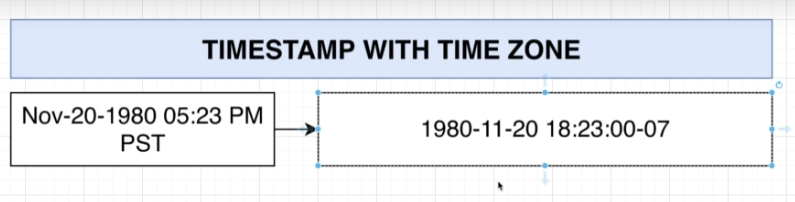 TIMESTAMP WITH TIME ZONE
Nov-20-1980 05:23 PM
PST
1980-11-20 18:23:00-07